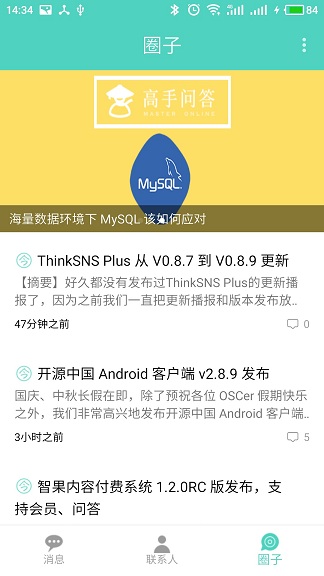 14:34
4G
84
圈子
高手问答
MASTER ONLINE
MySQL
海量数据环境下 MySQL 该如何应对
今 ThinkSNS Plus 从 V0.8.7 到 V0.8.9 更新
【摘要】好久都没有发布过ThinkSNS Plus的更新播
报了，因为之前我们一直把更新播报和版本发布放..
47分钟之前
0
今 开源中国 Android 客户端 v2.8.9 发布
国庆、中秋长假在即，除了预祝各位 OSCer 假期快乐
之外，我们非常高兴地发布开源中国 Android 客户端..
3小时之前
5
今 智果内容付费系统 1.2.0RC 版发布，支
持会员、问答
消息
联系人
圈子